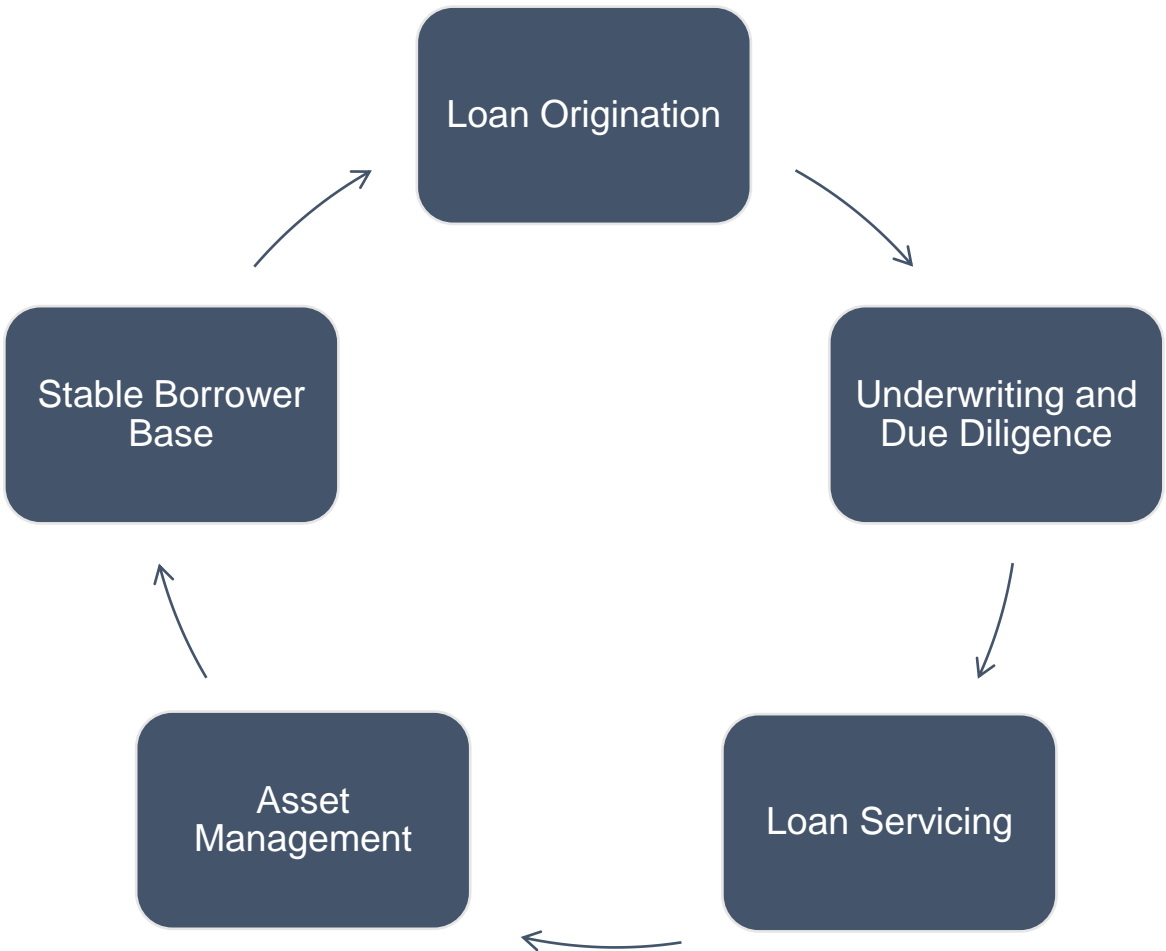 Loan Origination
Underwriting and
Due Diligence
Loan Servicing
Asset
Management
Stable Borrower
Base